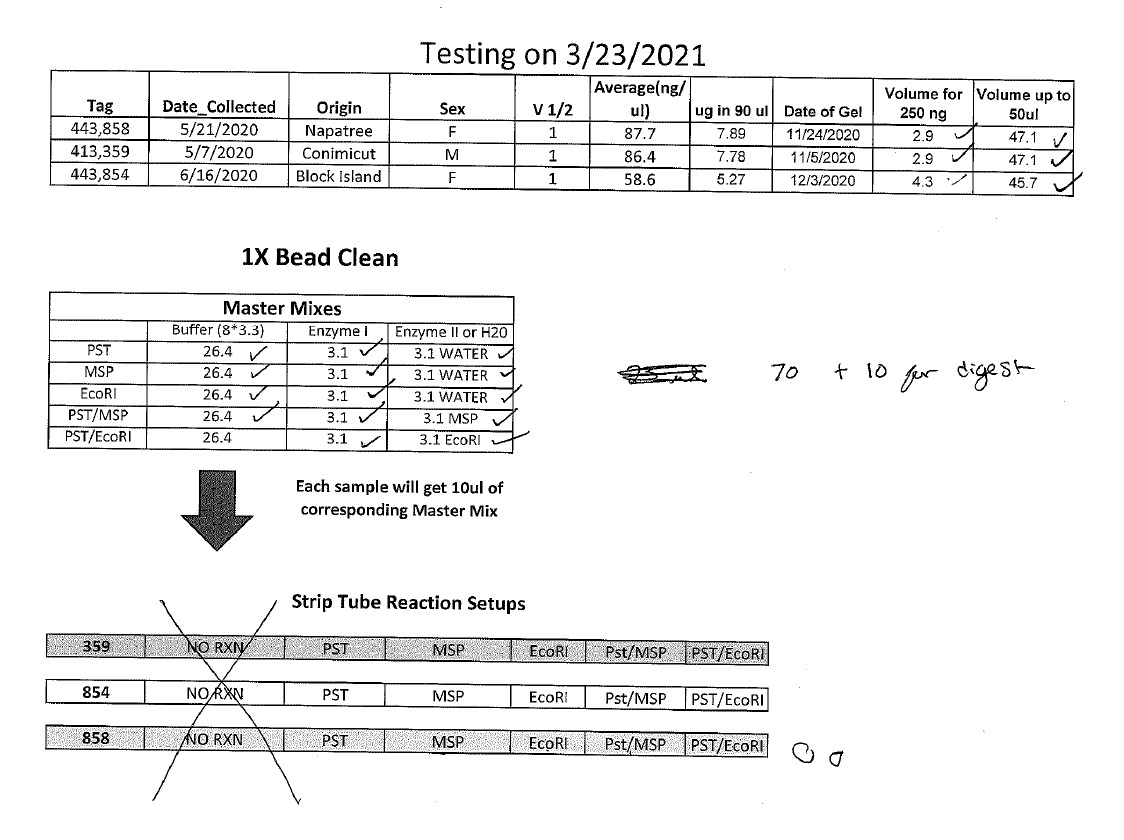 Testing on 3/23/2021
Tag Date_Collected Origin Sex V 1/2 Average(ng/ul) ug in 90 ul Date of Gel Volume for 250 ng Volume up to 50ul
443,858 5/21/2020 Napatree F 1 87.7 7.89 11/24/2020 2.9 ✓ 47.1 ✓
413,359 5/7/2020 Conimicut M 1 86.4 7.78 11/5/2020 2.9 ✓ 47.1 ✓
443,854 6/16/2020 Block Island F 1 58.6 5.27 12/3/2020 4.3 ✓ 45.7 ✓
1X Bead Clean
Master Mixes
Buffer (8*3.3) Enzyme I Enzyme II or H20
PST 26.4 ✓ 3.1 ✓ 3.1 WATER ✓
MSP 26.4 ✓ 3.1 ✓ 3.1 WATER ✓
EcoRI 26.4 ✓ 3.1 ✓ 3.1 WATER ✓
PST/MSP 26.4 ✓ 3.1 ✓ 3.1 MSP ✓
PST/EcoRI 26.4 3.1 ✓ 3.1 EcoRI ✓
70 + 10 for digest
Each sample will get 10ul of
corresponding Master Mix
Strip Tube Reaction Setups
359 NO RXN PST MSP EcoRI Pst/MSP PST/EcoRI
854 NO RXN PST MSP EcoRI Pst/MSP PST/EcoRI
858 NO RXN PST MSP EcoRI Pst/MSP PST/EcoRI